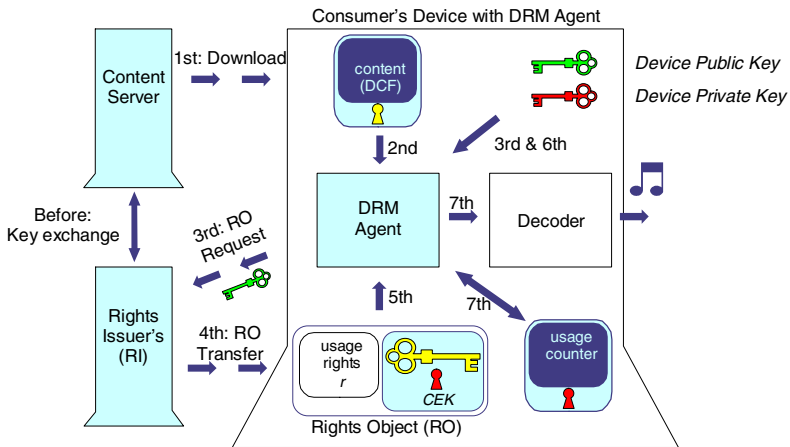 Consumer's Device with DRM Agent
1st: Download
Content
Server
content
(DCF)
Device Public Key
Device Private Key
2nd
3rd & 6th
Before:
Key exchange
3rd: RO
Request
DRM
Agent
7th
Decoder
5th
7th
Rights
Issuer's
(RI)
4th: RO
Transfer
usage
rights
r
CEK
usage
counter
Rights Object (RO)